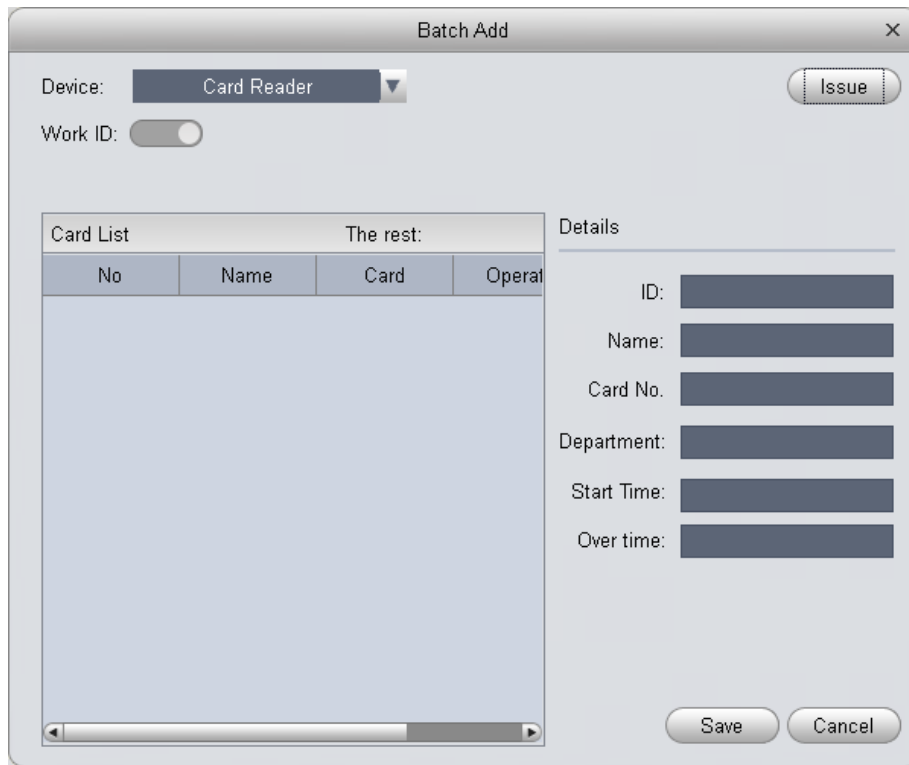 Batch Add
Device: Card Reader
Issue
Work ID:
Card List The rest:
No Name Card Operat
Details
ID:
Name:
Card No.
Department:
Start Time:
Over time:
Save Cancel